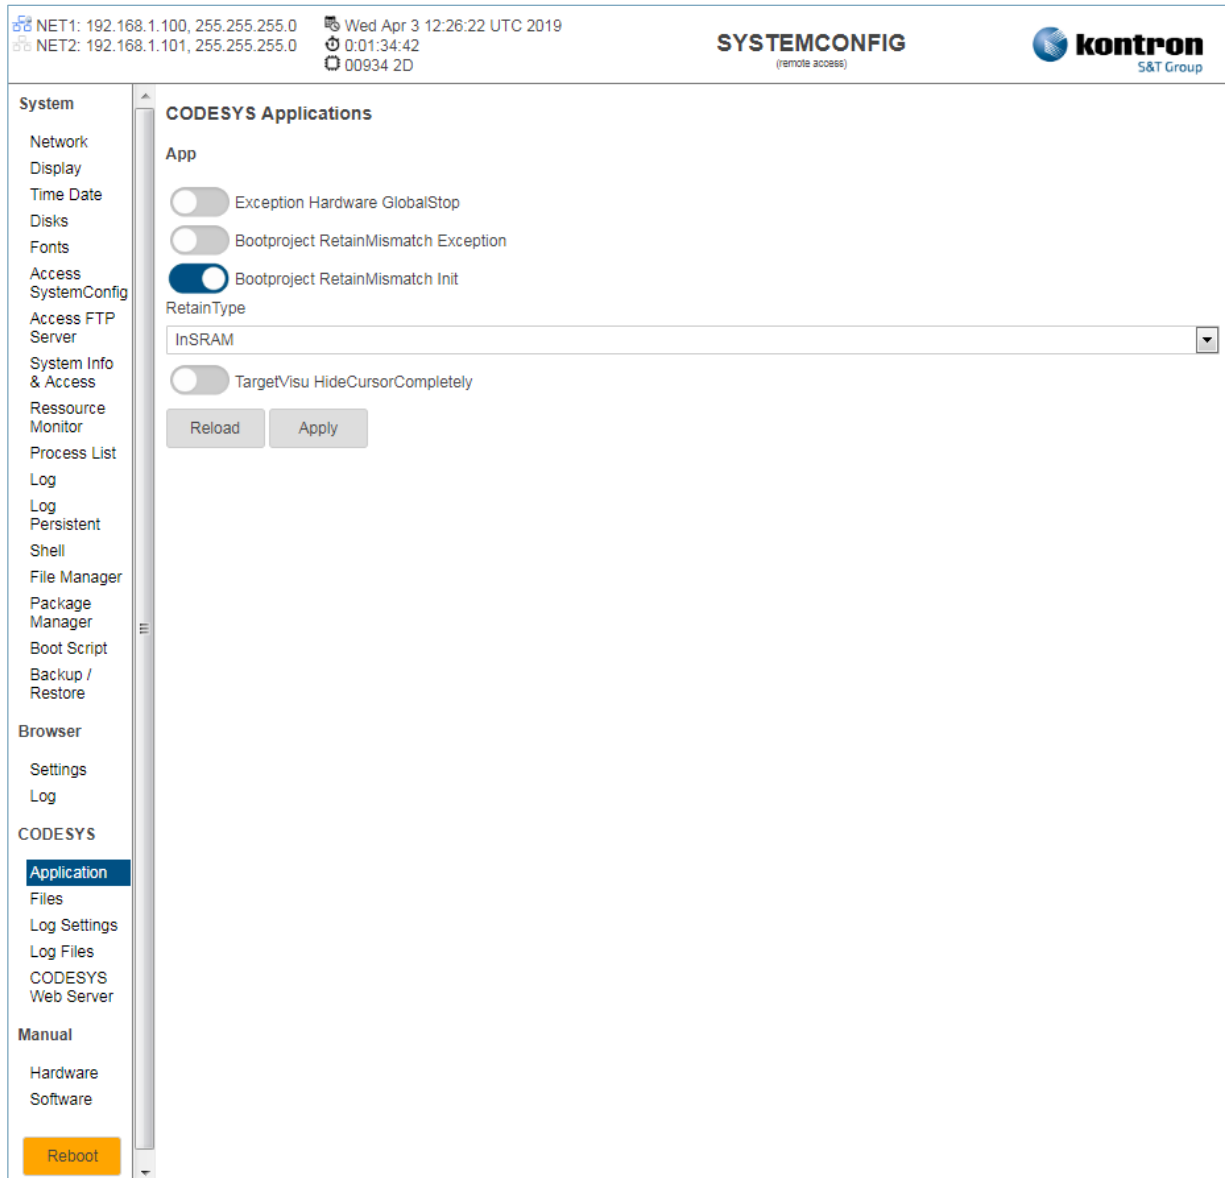 NET1: 192.168.1.100, 255.255.255.0
NET2: 192.168.1.101, 255.255.255.0
Wed Apr 3 12:26:22 UTC 2019
0:01:34:42
00934 2D
SYSTEMCONFIG
(remote access)
kontron
S&T Group
System
Network
Display
Time Date
Disks
Fonts
Access
SystemConfig
Access FTP
Server
System Info
& Access
Ressource
Monitor
Process List
Log
Log
Persistent
Shell
File Manager
Package
Manager
Boot Script
Backup /
Restore
Browser
Settings
Log
CODESYS
Application
Files
Log Settings
Log Files
CODESYS
Web Server
Manual
Hardware
Software
Reboot
CODESYS Applications
App
Exception Hardware GlobalStop
Bootproject RetainMismatch Exception
Bootproject RetainMismatch Init
RetainType
InSRAM
TargetVisu HideCursorCompletely
Reload
Apply